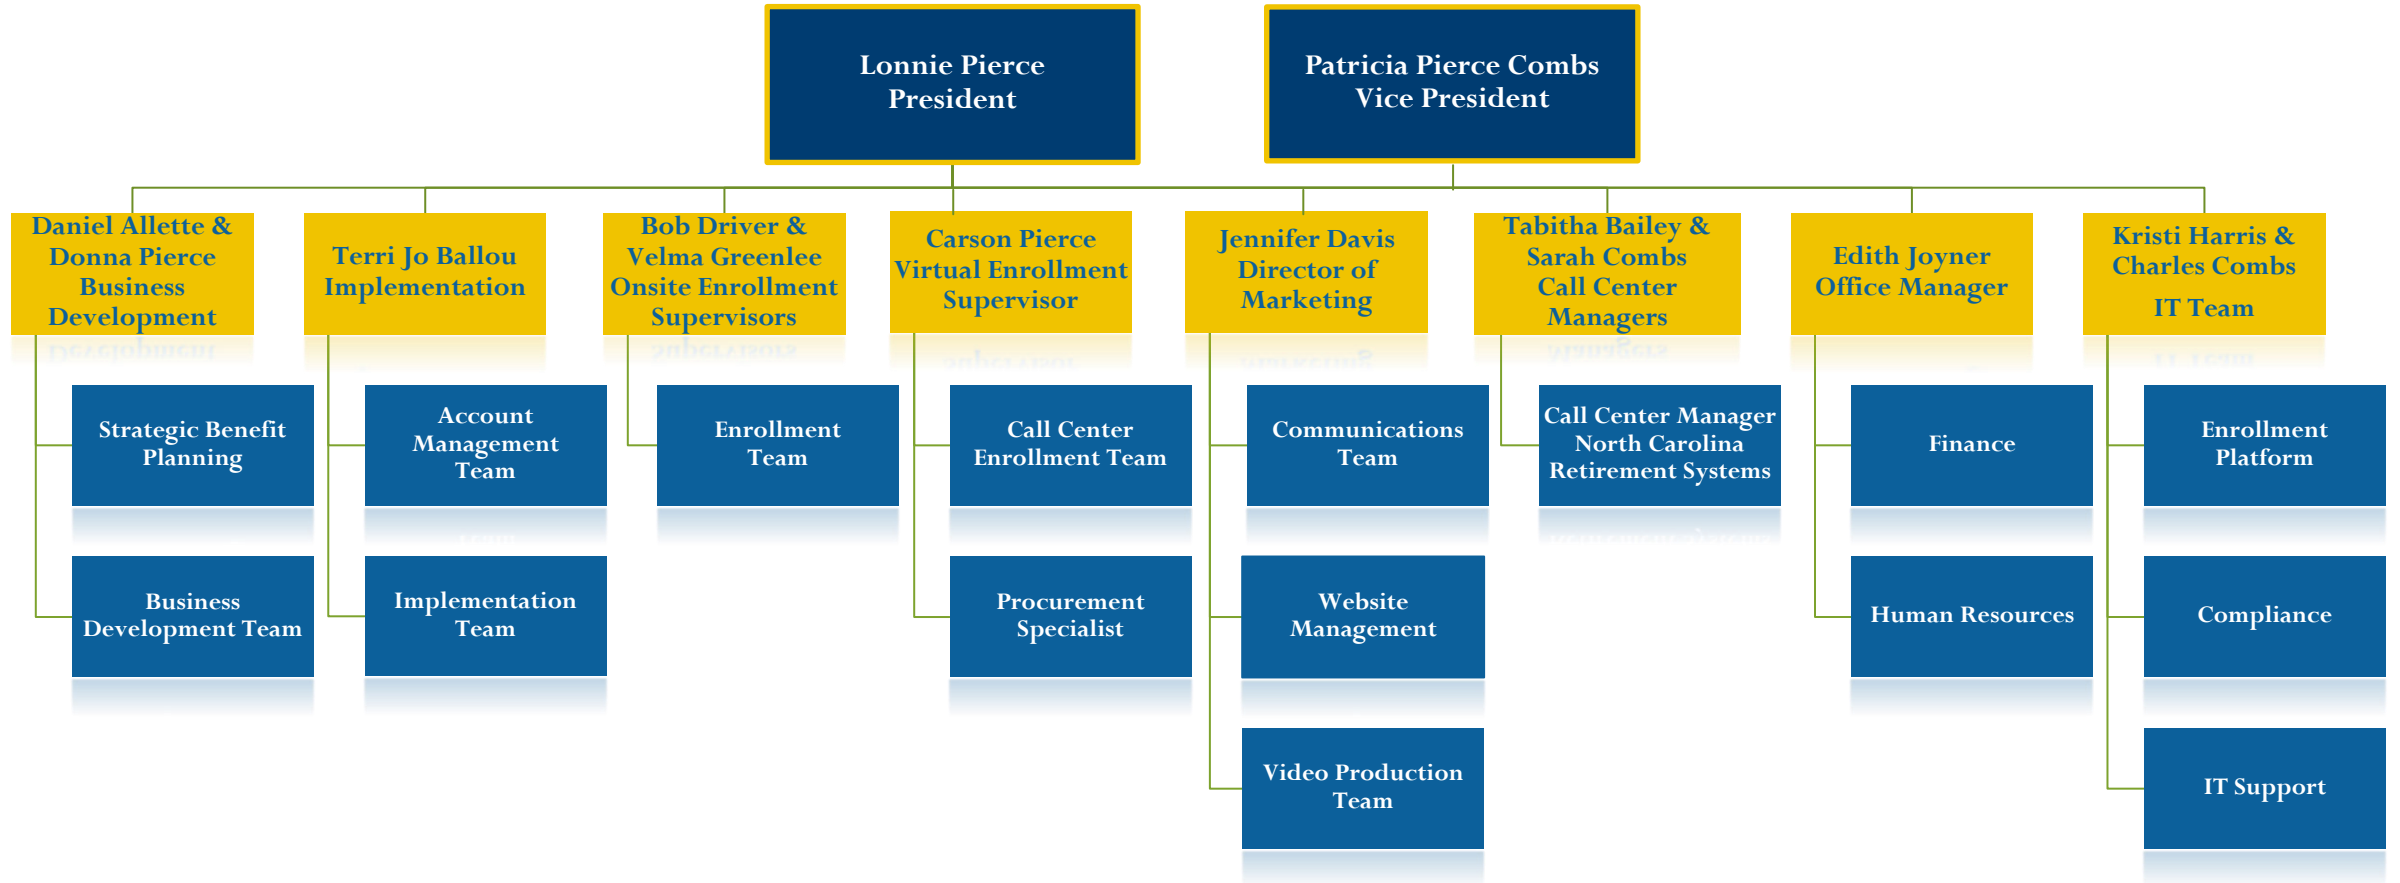 Lonnie Pierce
President
Patricia Pierce Combs
Vice President
Daniel Allette &
Donna Pierce
Business
Development
Terri Jo Ballou
Implementation
Bob Driver &
Velma Greenlee
Onsite Enrollment
Supervisors
Carson Pierce
Virtual Enrollment
Supervisor
Jennifer Davis
Director of
Marketing
Tabitha Bailey &
Sarah Combs
Call Center
Managers
Edith Joyner
Office Manager
Kristi Harris &
Charles Combs
IT Team
Strategic Benefit
Planning
Account
Management
Team
Enrollment
Team
Call Center
Enrollment Team
Communications
Team
Call Center Manager
North Carolina
Retirement Systems
Finance
Enrollment
Platform
Business
Development Team
Implementation
Team
Procurement
Specialist
Website
Management
Human Resources
Compliance
Video Production
Team
IT Support